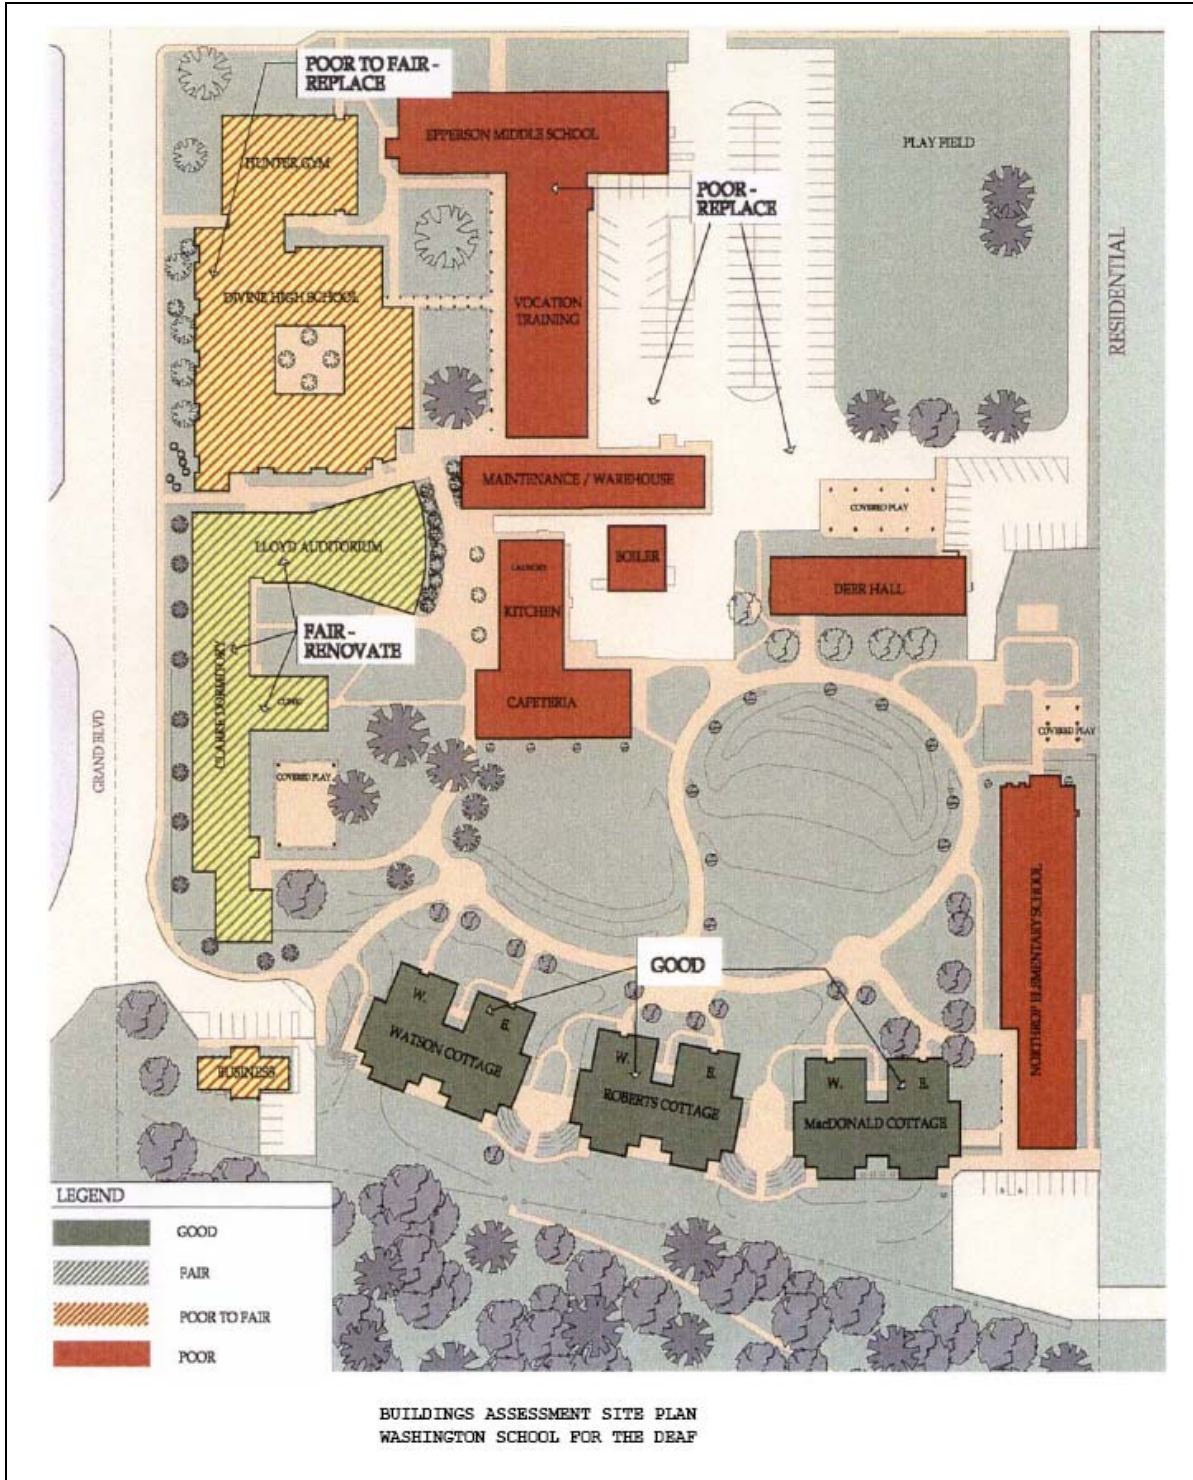 POOR TO FAIR -
REPLACE
EPPERSON MIDDLE SCHOOL
HUNTER GYM
PLAY FIELD
POOR -
REPLACE
RESIDENTIAL
DIVINE HIGH SCHOOL
VOCATION
TRAINING
MAINTENANCE / WAREHOUSE
COVERED PLAY
LLOYD AUDITORIUM
LAUNDRY
BOILER
KITCHEN
DEER HALL
FAIR -
RENOVATE
CLARKE DORMITORY
CLINIC
CAFETERIA
GRAND BLVD
COVERED PLAY
COVERED PLAY
NORTHROP ELEMENTARY SCHOOL
GOOD
W.
E.
WATSON COTTAGE
W.
E.
ROBERTS COTTAGE
W.
E.
MacDONALD COTTAGE
BUSINESS
LEGEND
GOOD
FAIR
POOR TO FAIR
POOR
BUILDINGS ASSESSMENT SITE PLAN
WASHINGTON SCHOOL FOR THE DEAF